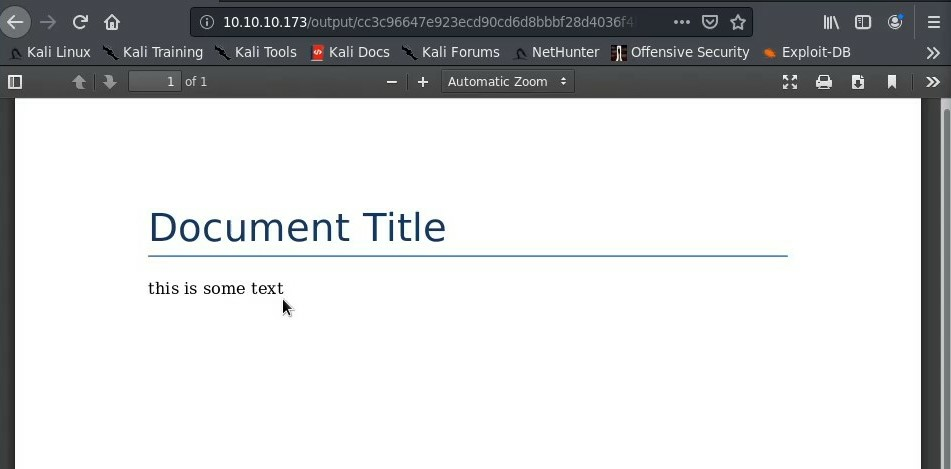 10.10.10.173/output/cc3c96647e923ecd90cd6d8bbbf28d4036f4
Kali Linux Kali Training Kali Tools Kali Docs Kali Forums NetHunter Offensive Security Exploit-DB
1 of 1 Automatic Zoom
Document Title
this is some text